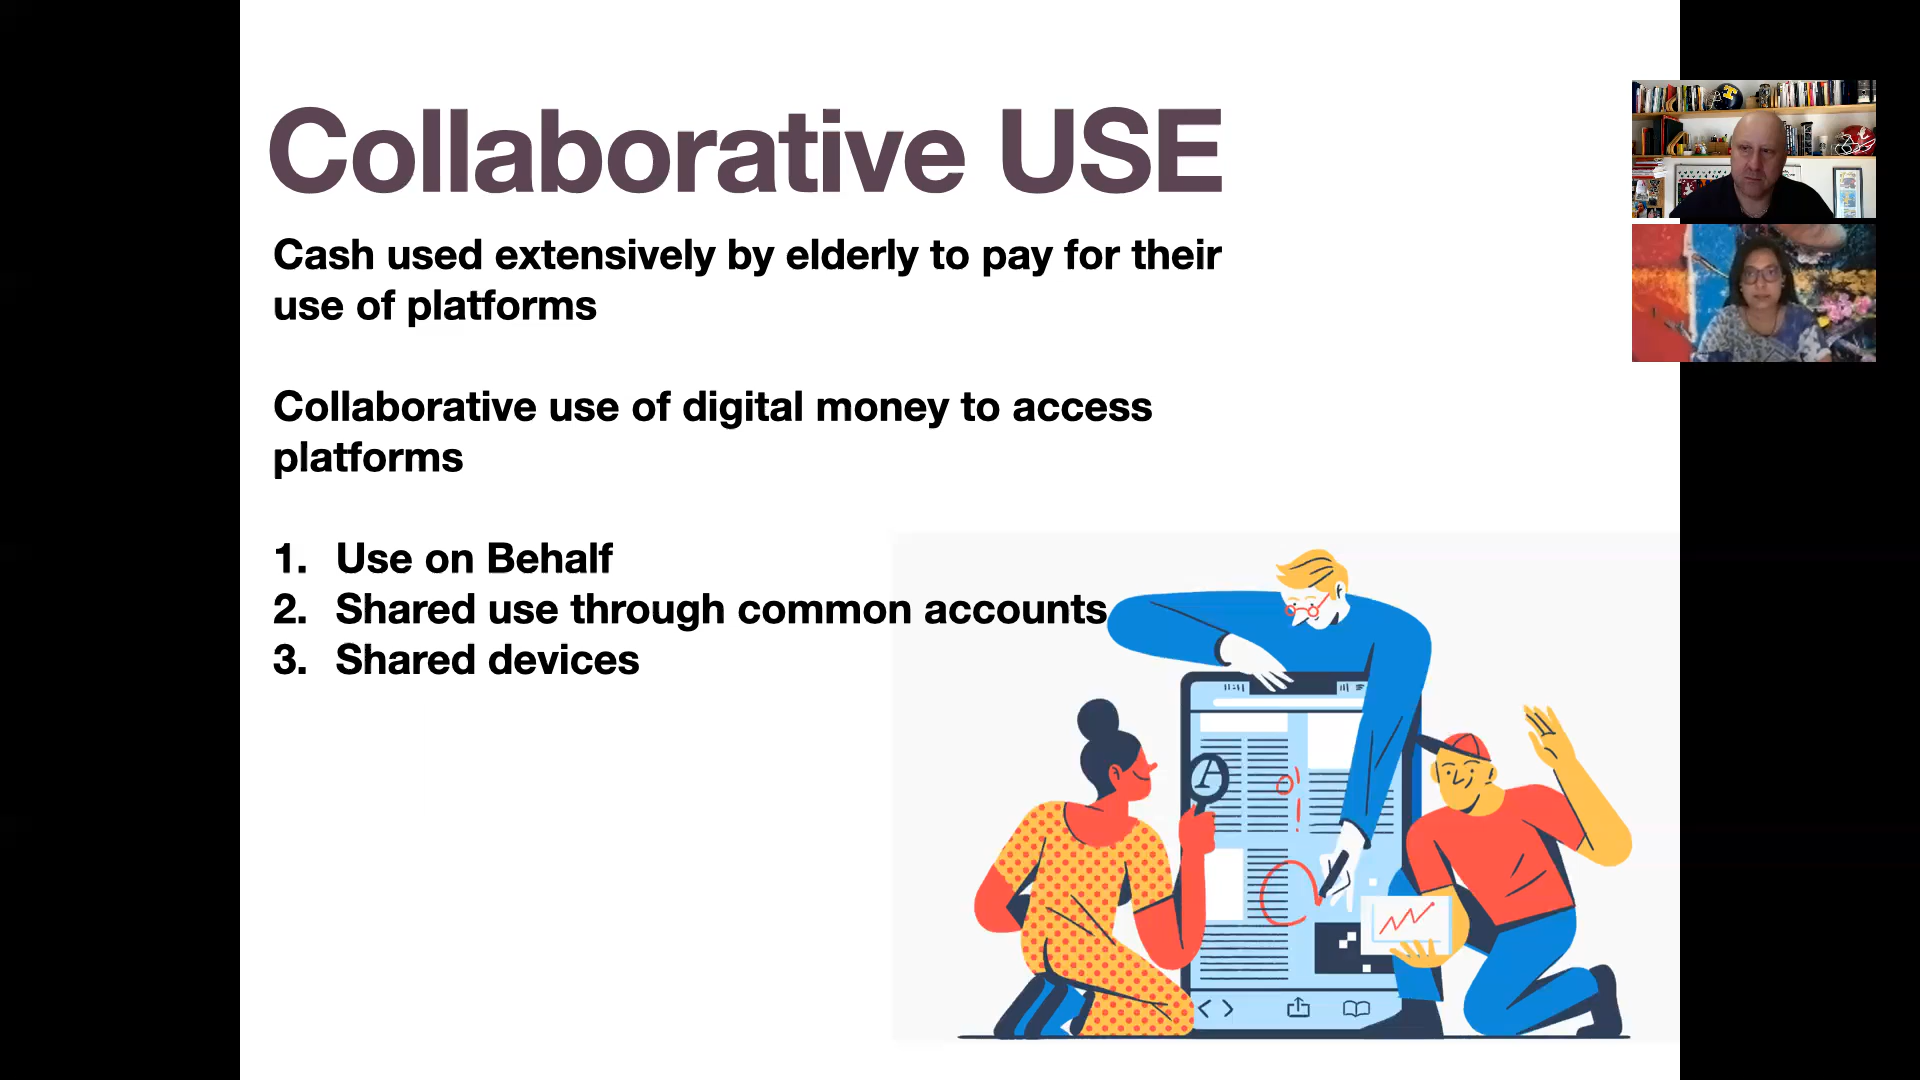 Collaborative USE
Cash used extensively by elderly to pay for their
use of platforms
Collaborative use of digital money to access
platforms
1. Use on Behalf
2. Shared use through common accounts
3. Shared devices
A